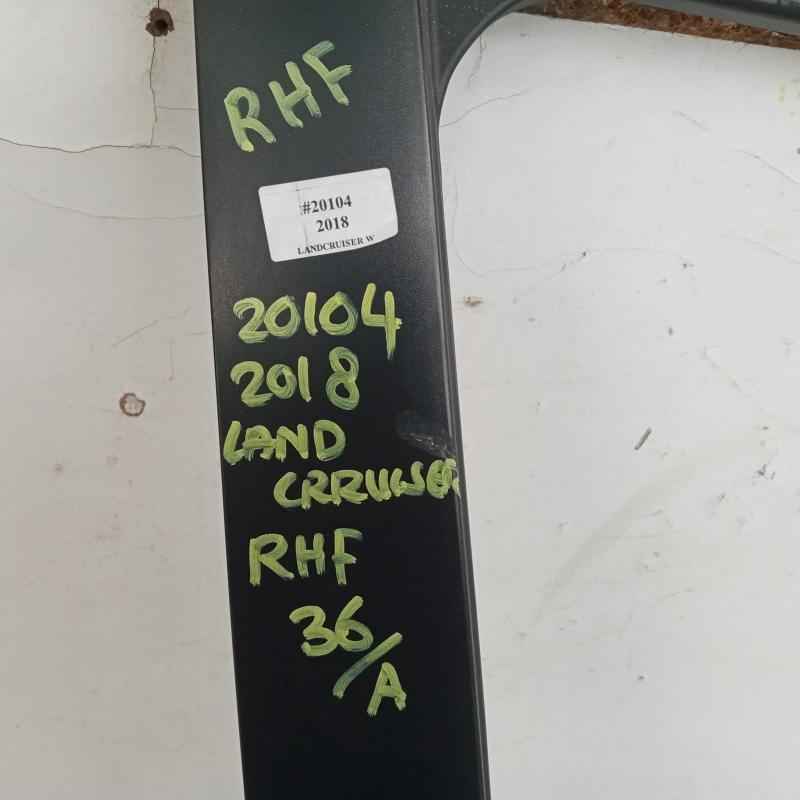 RHF
#20104
2018
LANDCRUISER W
20104
2018
LAND
CRRUISER
RHF
36/A